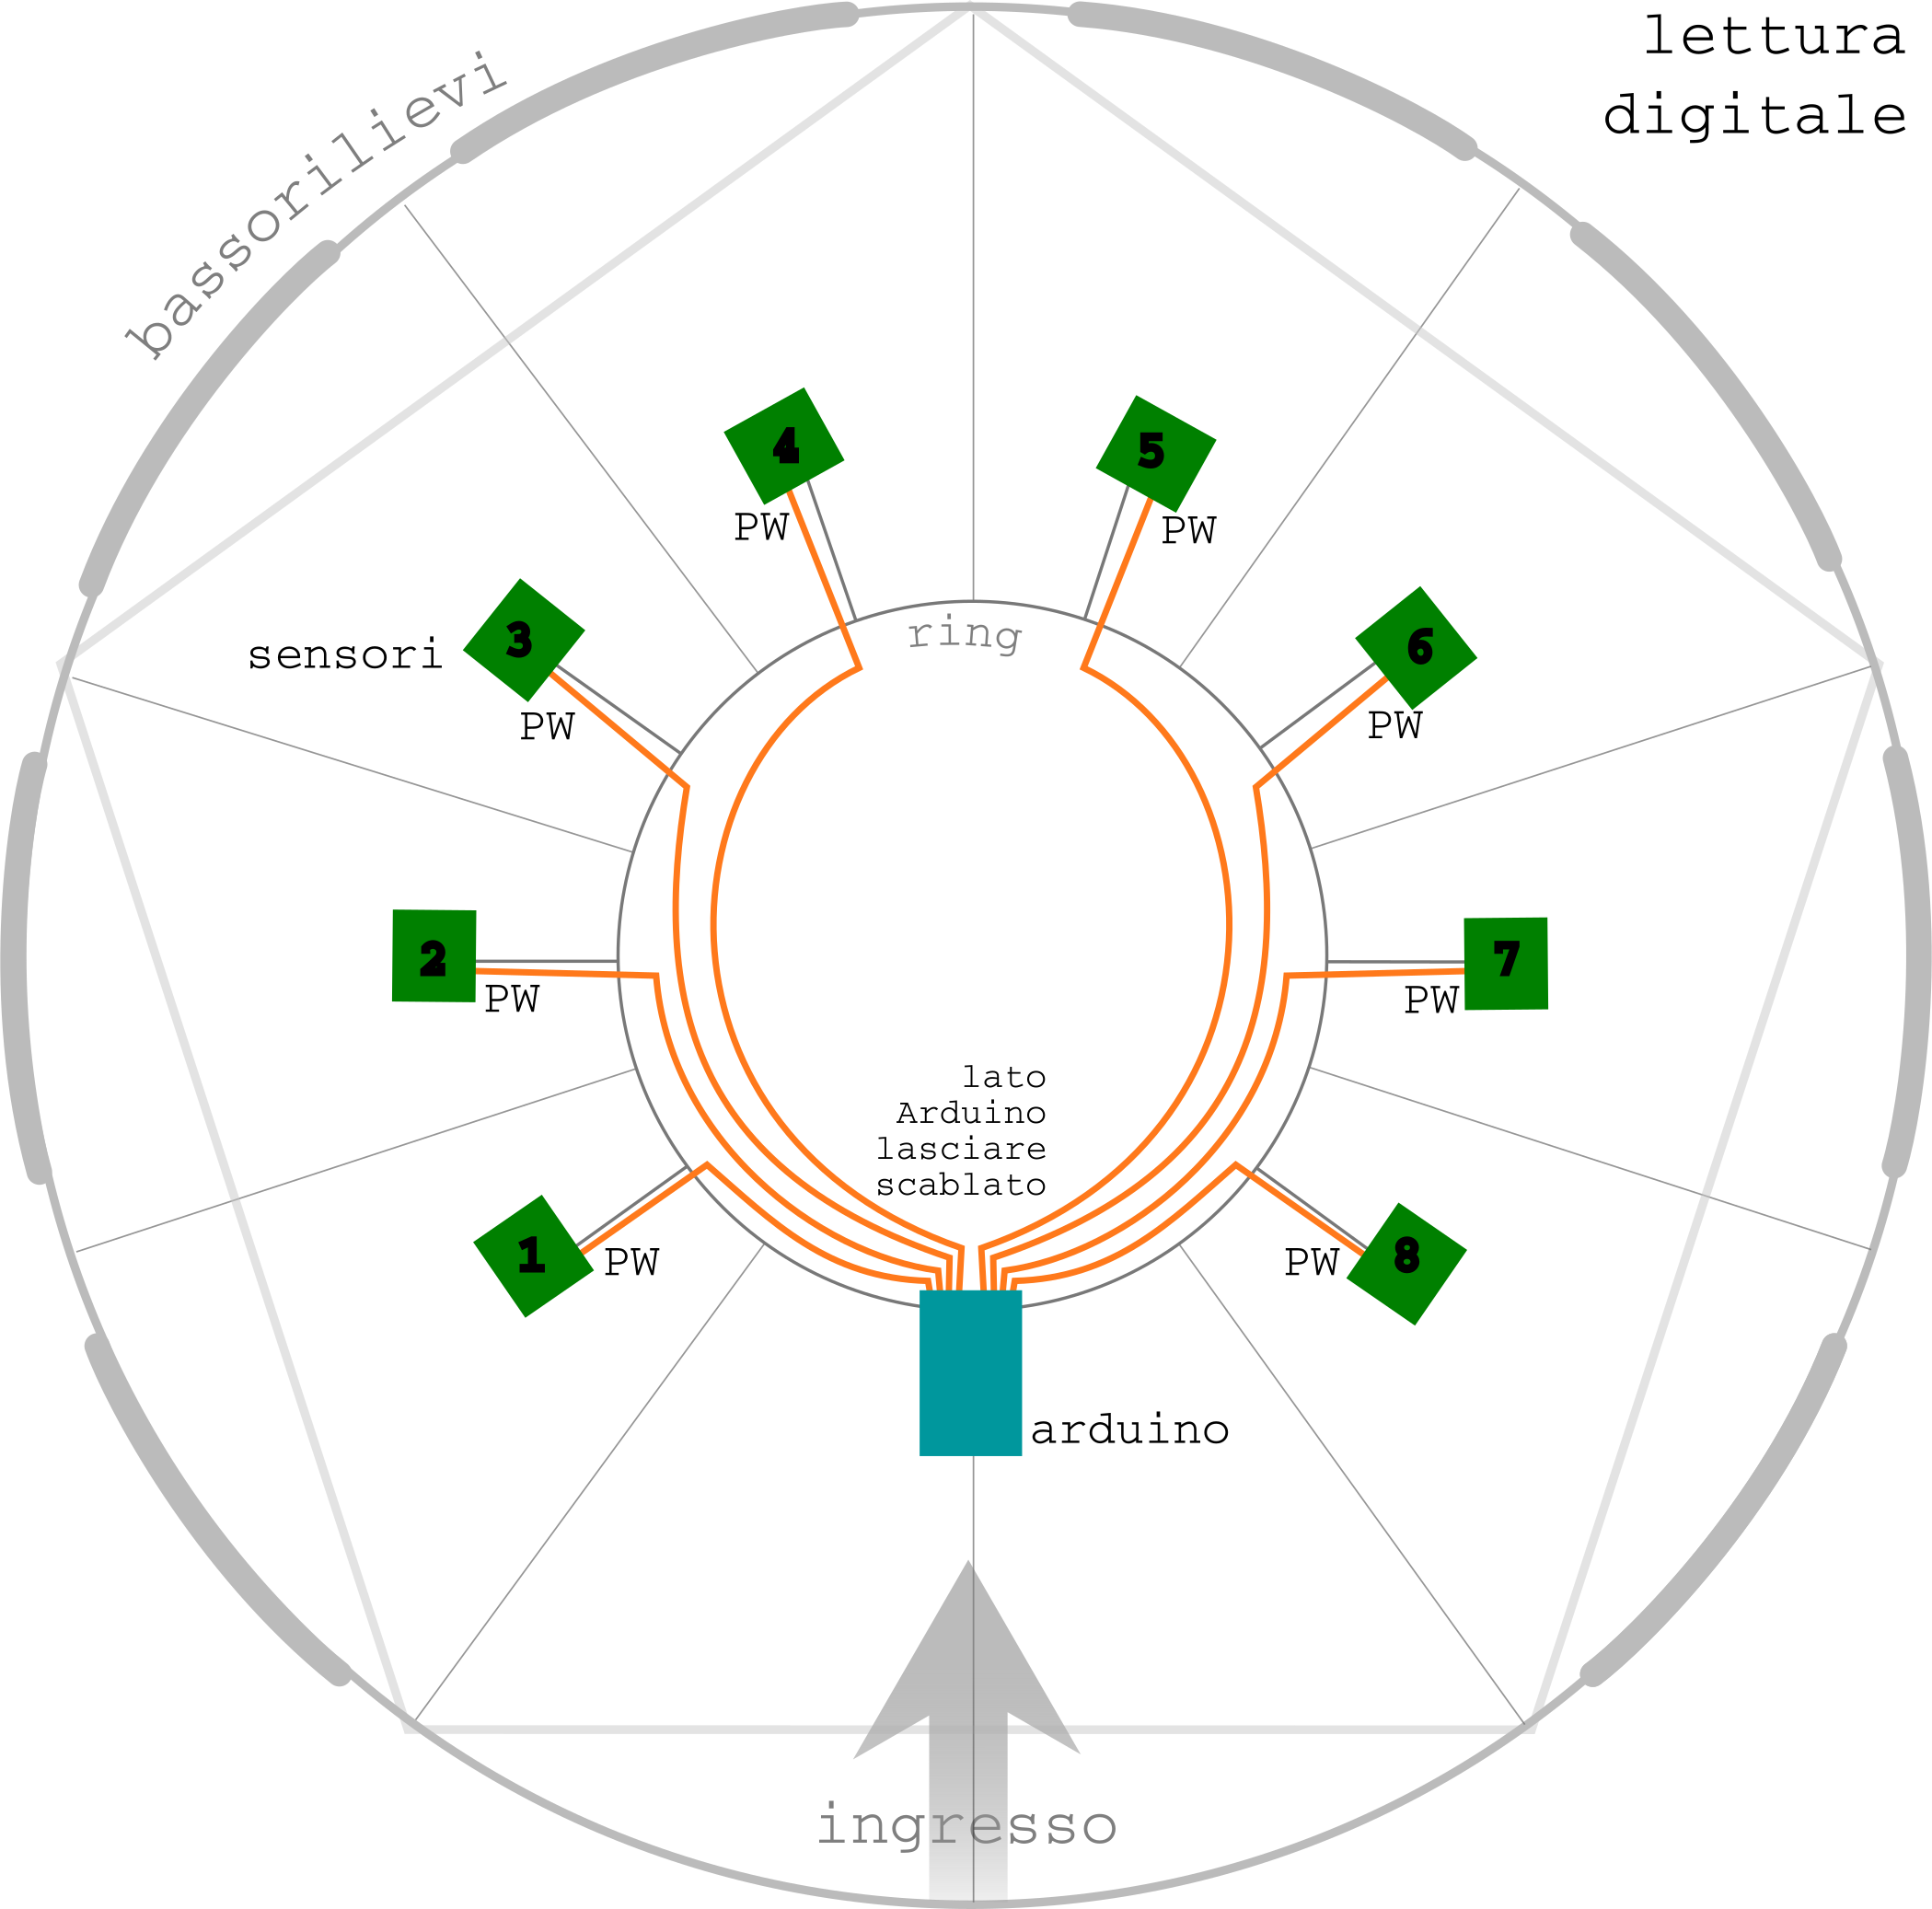 lettura
digitale
bassorilievi
4
5
PW
PW
ring
3
6
sensori
PW
PW
2
7
PW
PW
lato
Arduino
lasciare
scablato
1
8
PW
PW
arduino
ingresso